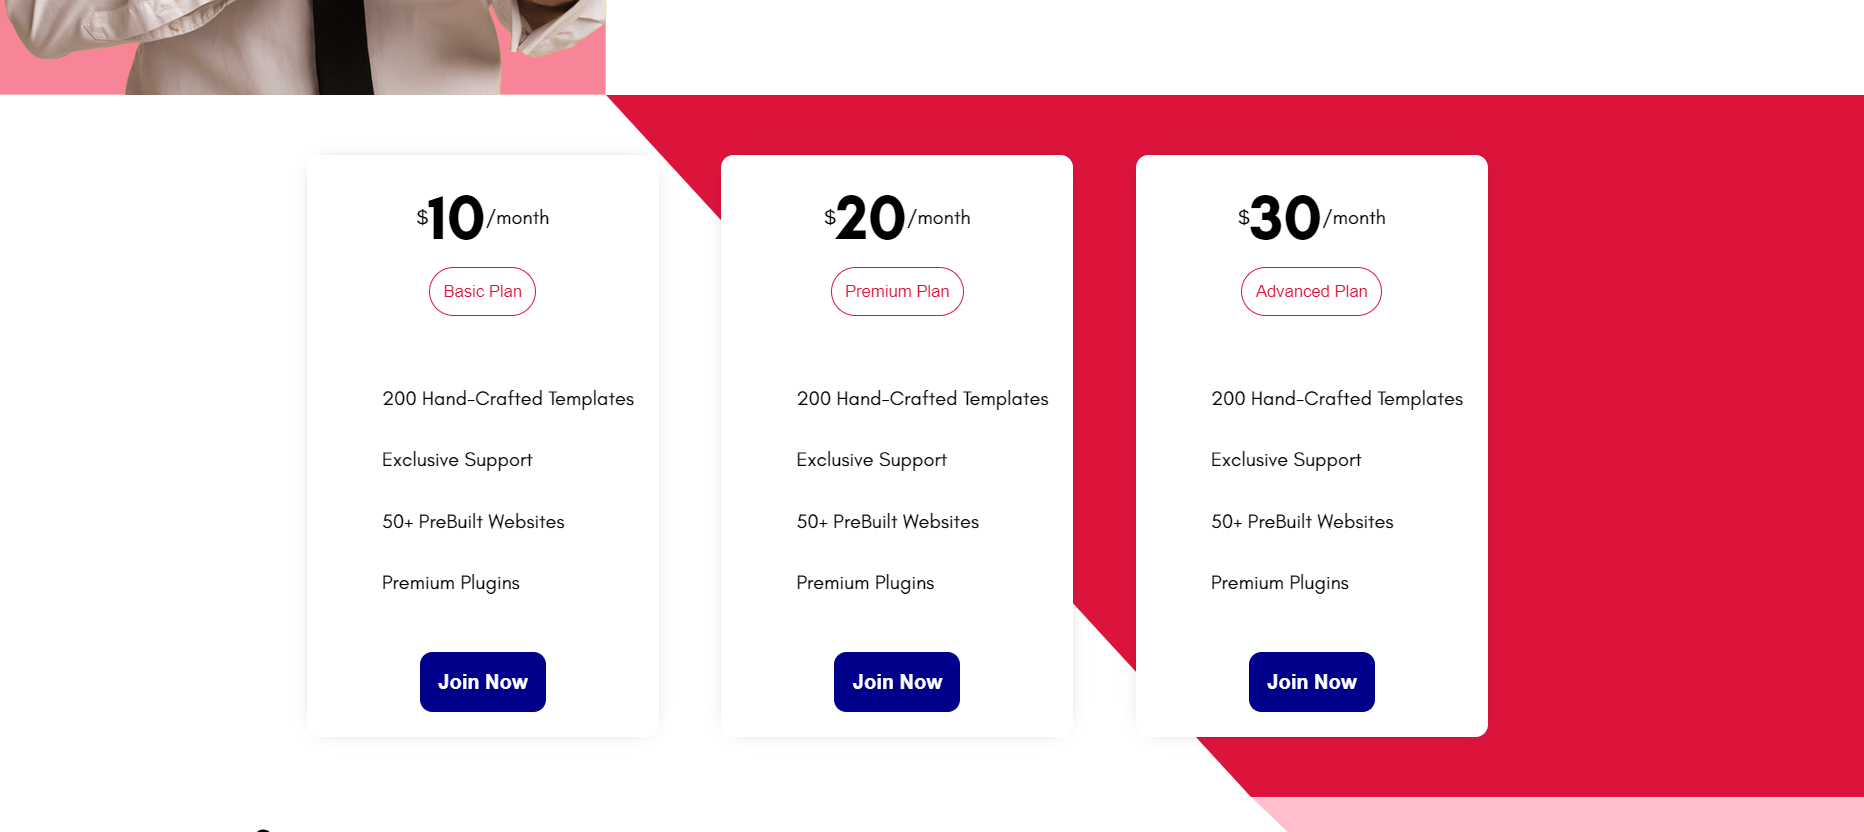 $10/month
Basic Plan
200 Hand-Crafted Templates
Exclusive Support
50+ PreBuilt Websites
Premium Plugins
Join Now
$20/month
Premium Plan
200 Hand-Crafted Templates
Exclusive Support
50+ PreBuilt Websites
Premium Plugins
Join Now
$30/month
Advanced Plan
200 Hand-Crafted Templates
Exclusive Support
50+ PreBuilt Websites
Premium Plugins
Join Now